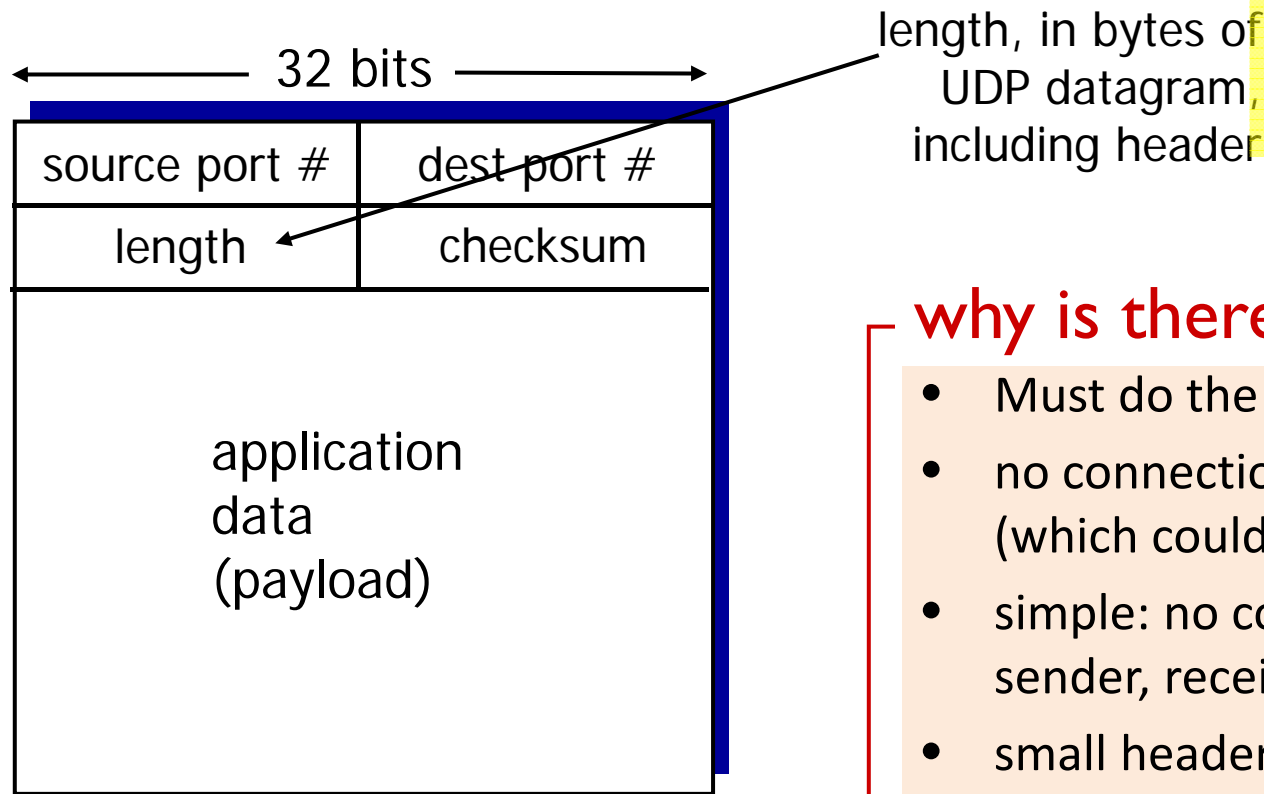 32 bits
source port #
dest port #
length
checksum
application
data
(payload)
length, in bytes of
UDP datagram,
including header
why is there
• Must do the
• no connectio
(which could
• simple: no co
sender, recei
• small header